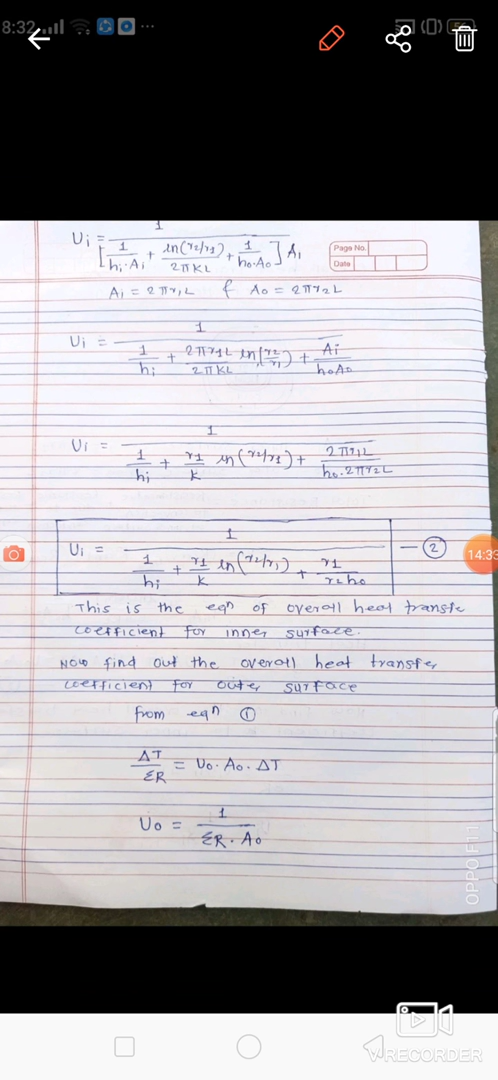 8:32
56
1
Ui = [1/hi.Ai + ln(r2/r1)/2πKL + 1/ho.Ao] A1
Page No.
Date
A1 = 2πr1L & Ao = 2πr2L
Ui = 1 / (1/hi + 2πr1L/2πKL ln(r2/r1) + Ai/hoAo)
Ui = 1 / (1/hi + r1/k ln(r2/r1) + 2πr1L/ho.2πr2L)
Ui = 1 / (1/hi + r1/k ln(r2/r1) + r1/r2ho) — ②
14:33
This is the eqn of overall heat transfe
coefficient for inner surface.
Now find out the overall heat transfer
coefficient for outer surface
from eqn ①
ΔT/ΣR = Uo.Ao.ΔT
Uo = 1/ΣR.Ao
OPPO F11
V RECORDER